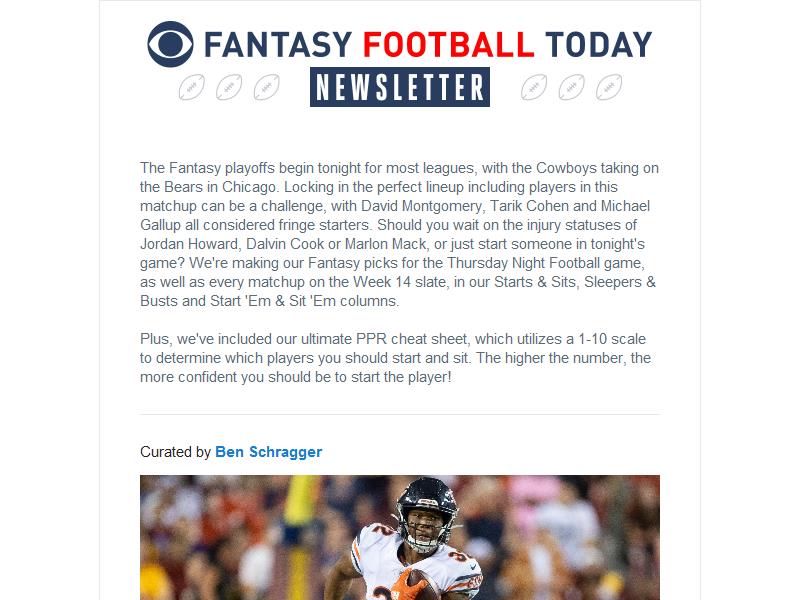 FANTASY FOOTBALL TODAY
NEWSLETTER
The Fantasy playoffs begin tonight for most leagues, with the Cowboys taking on
the Bears in Chicago. Locking in the perfect lineup including players in this
matchup can be a challenge, with David Montgomery, Tarik Cohen and Michael
Gallup all considered fringe starters. Should you wait on the injury statuses of
Jordan Howard, Dalvin Cook or Marlon Mack, or just start someone in tonight's
game? We're making our Fantasy picks for the Thursday Night Football game,
as well as every matchup on the Week 14 slate, in our Starts & Sits, Sleepers &
Busts and Start 'Em & Sit 'Em columns.
Plus, we've included our ultimate PPR cheat sheet, which utilizes a 1-10 scale
to determine which players you should start and sit. The higher the number, the
more confident you should be to start the player!
Curated by Ben Schragger